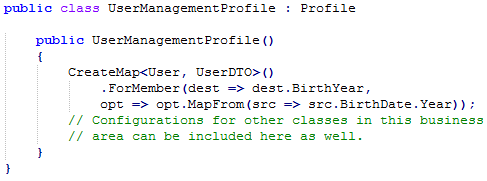 public class UserManagementProfile : Profile
public UserManagementProfile()
{
CreateMap<User, UserDTO>()
.ForMember(dest => dest.BirthYear,
opt => opt.MapFrom(src => src.BirthDate.Year));
// Configurations for other classes in this business
// area can be included here as well.
}
}